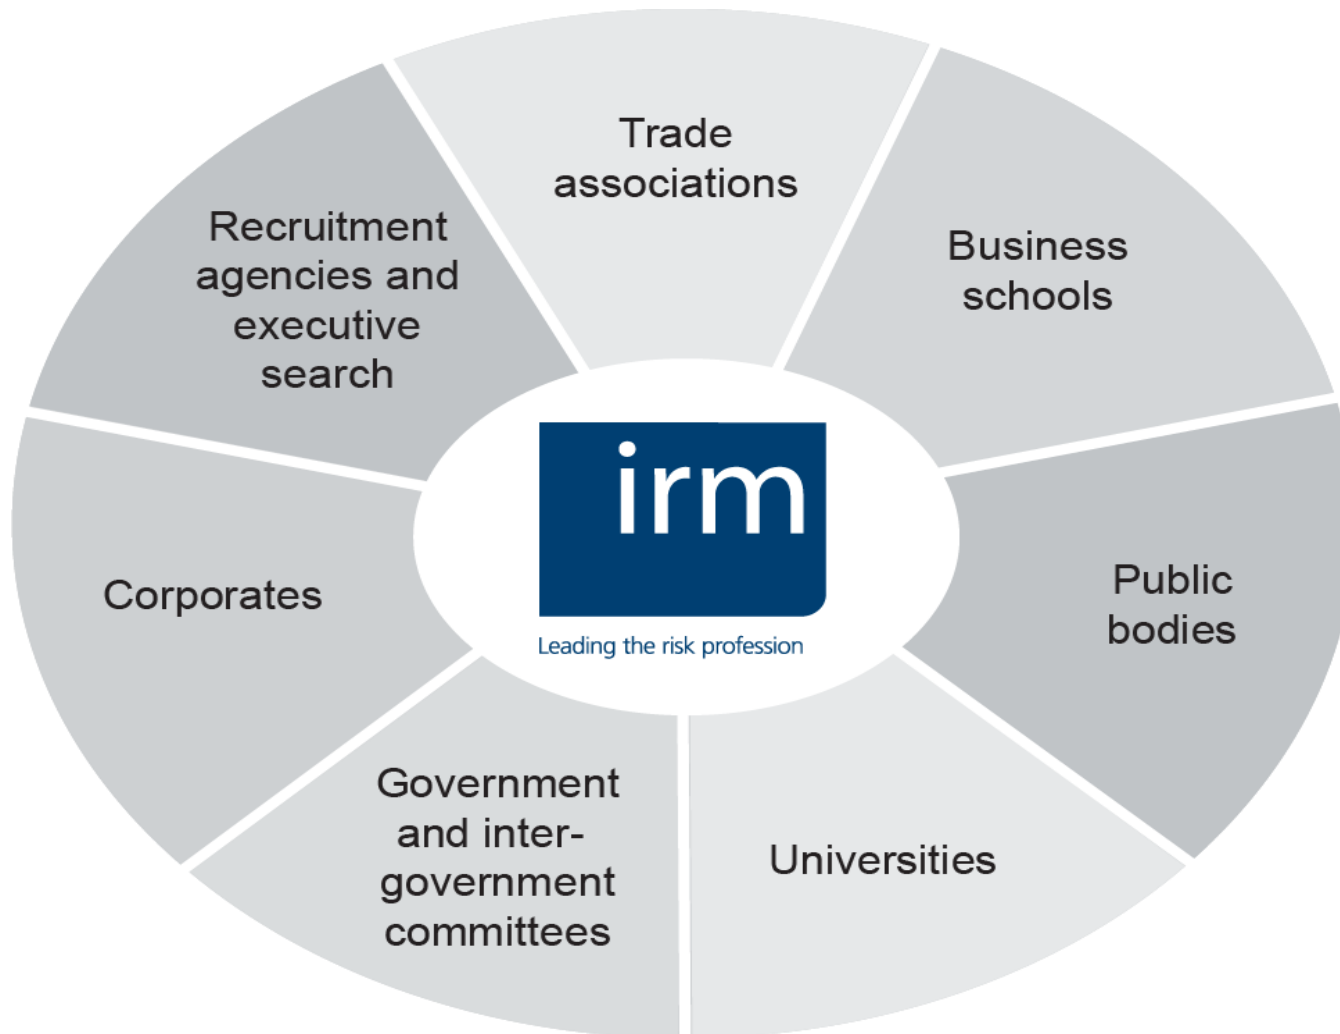 Trade
associations
Business
schools
Public
bodies
Universities
Government
and inter-
government
committees
Corporates
Recruitment
agencies and
executive
search
irm
Leading the risk profession